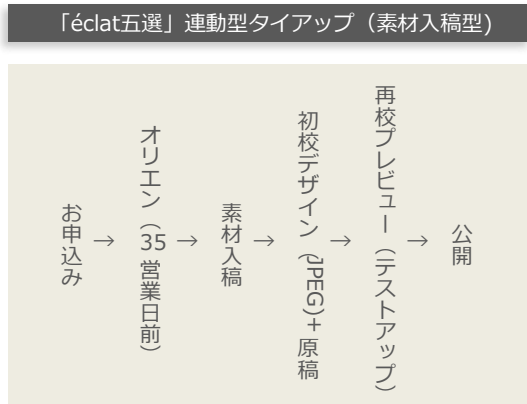 「éclat五選」連動型タイアップ（素材入稿型)
お申込み
→
オリエン（35営業日前）
→
素材入稿
→
初校デザイン（JPEG)＋原稿
→
再校プレビュー（テストアップ）
→
公開